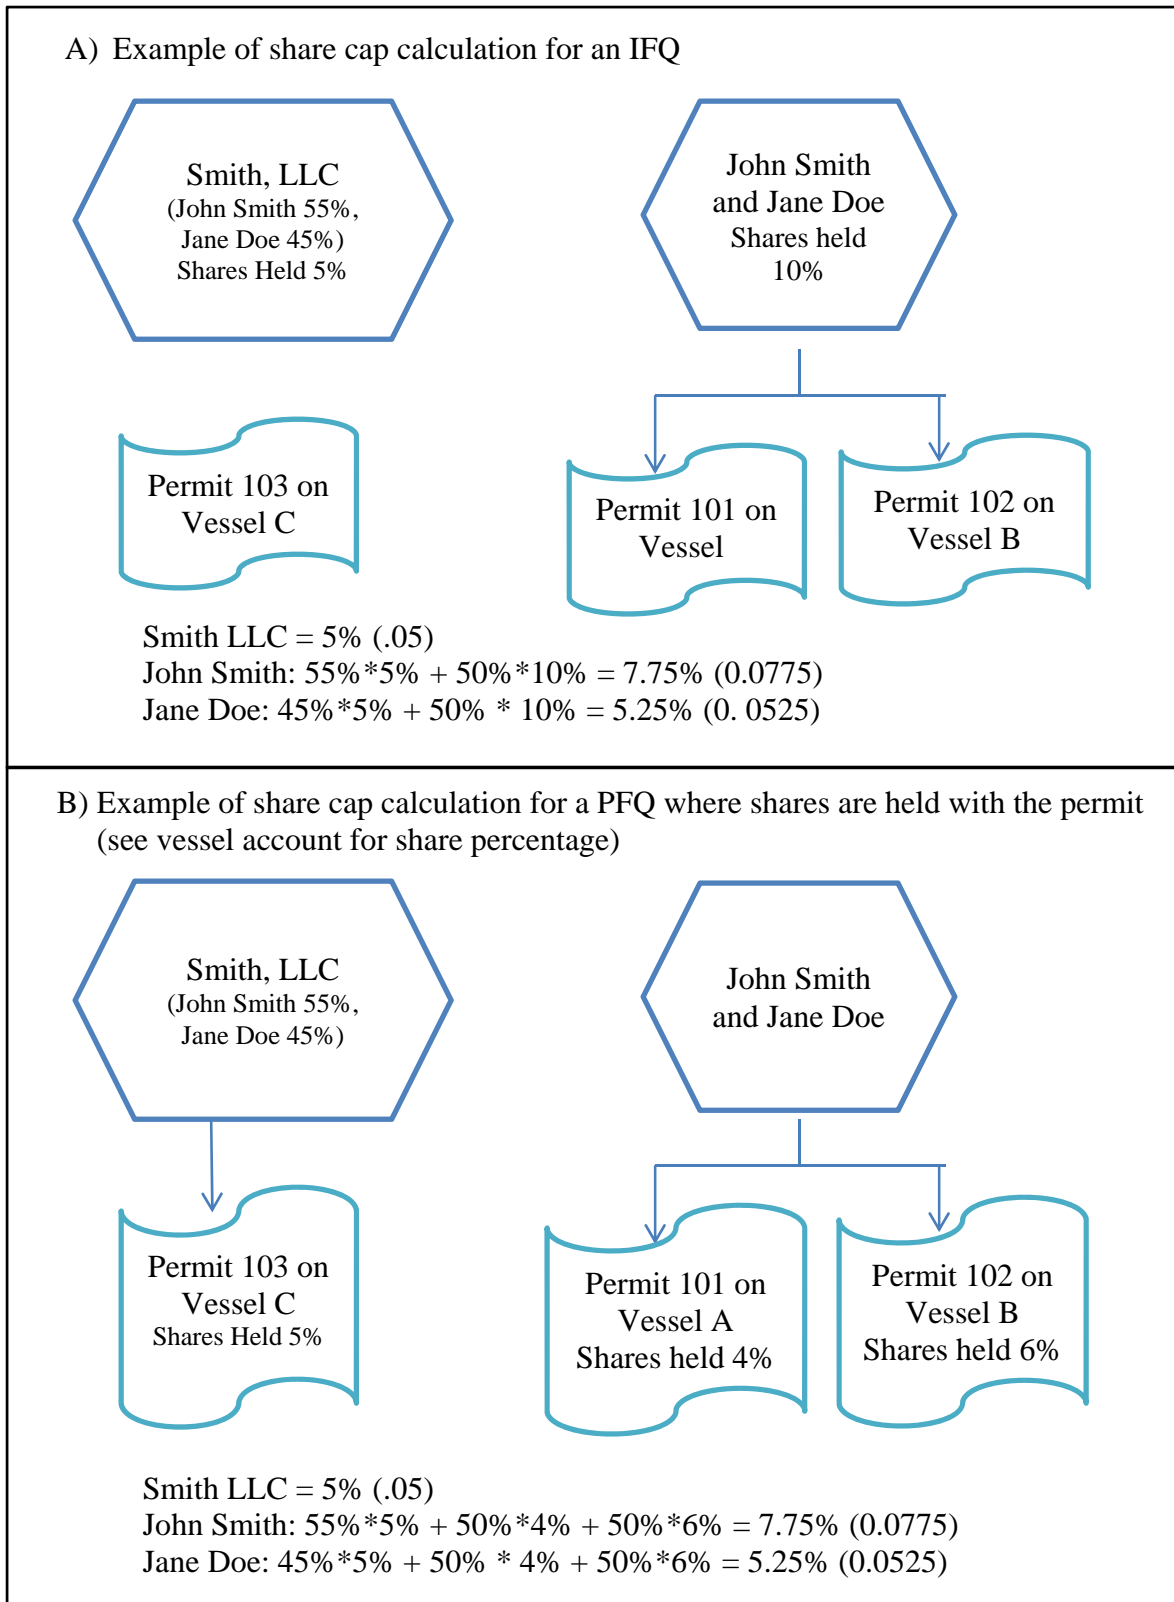 A) Example of share cap calculation for an IFQ
Smith, LLC
(John Smith 55%,
Jane Doe 45%)
Shares Held 5%
John Smith
and Jane Doe
Shares held
10%
Permit 103 on
Vessel C
Permit 101 on
Vessel
Permit 102 on
Vessel B
Smith LLC = 5% (.05)
John Smith: 55%*5% + 50%*10% = 7.75% (0.0775)
Jane Doe: 45%*5% + 50% * 10% = 5.25% (0. 0525)
B) Example of share cap calculation for a PFQ where shares are held with the permit
(see vessel account for share percentage)
Smith, LLC
(John Smith 55%,
Jane Doe 45%)
John Smith
and Jane Doe
Permit 103 on
Vessel C
Shares Held 5%
Permit 101 on
Vessel A
Shares held 4%
Permit 102 on
Vessel B
Shares held 6%
Smith LLC = 5% (.05)
John Smith: 55%*5% + 50%*4% + 50%*6% = 7.75% (0.0775)
Jane Doe: 45%*5% + 50% * 4% + 50%*6% = 5.25% (0.0525)